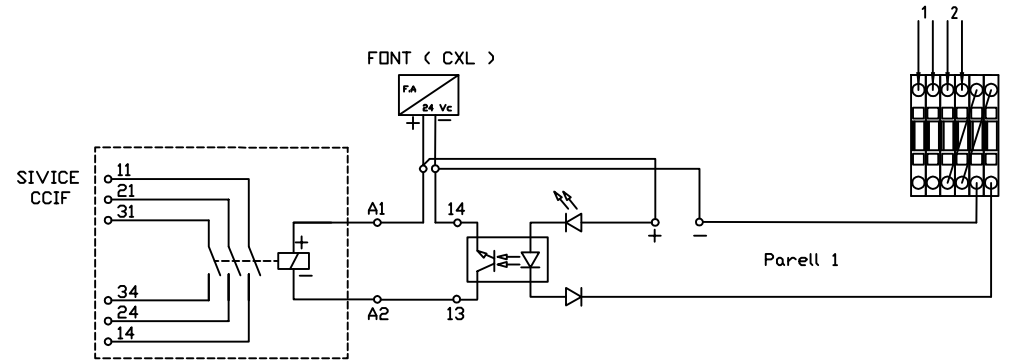 1 2
FONT ( CXL )
F.A
24 Vc
+ −
SIVICE
CCIF
11
21
31
A1
14
+
−
+ −
Parell 1
34
24
14
A2
13